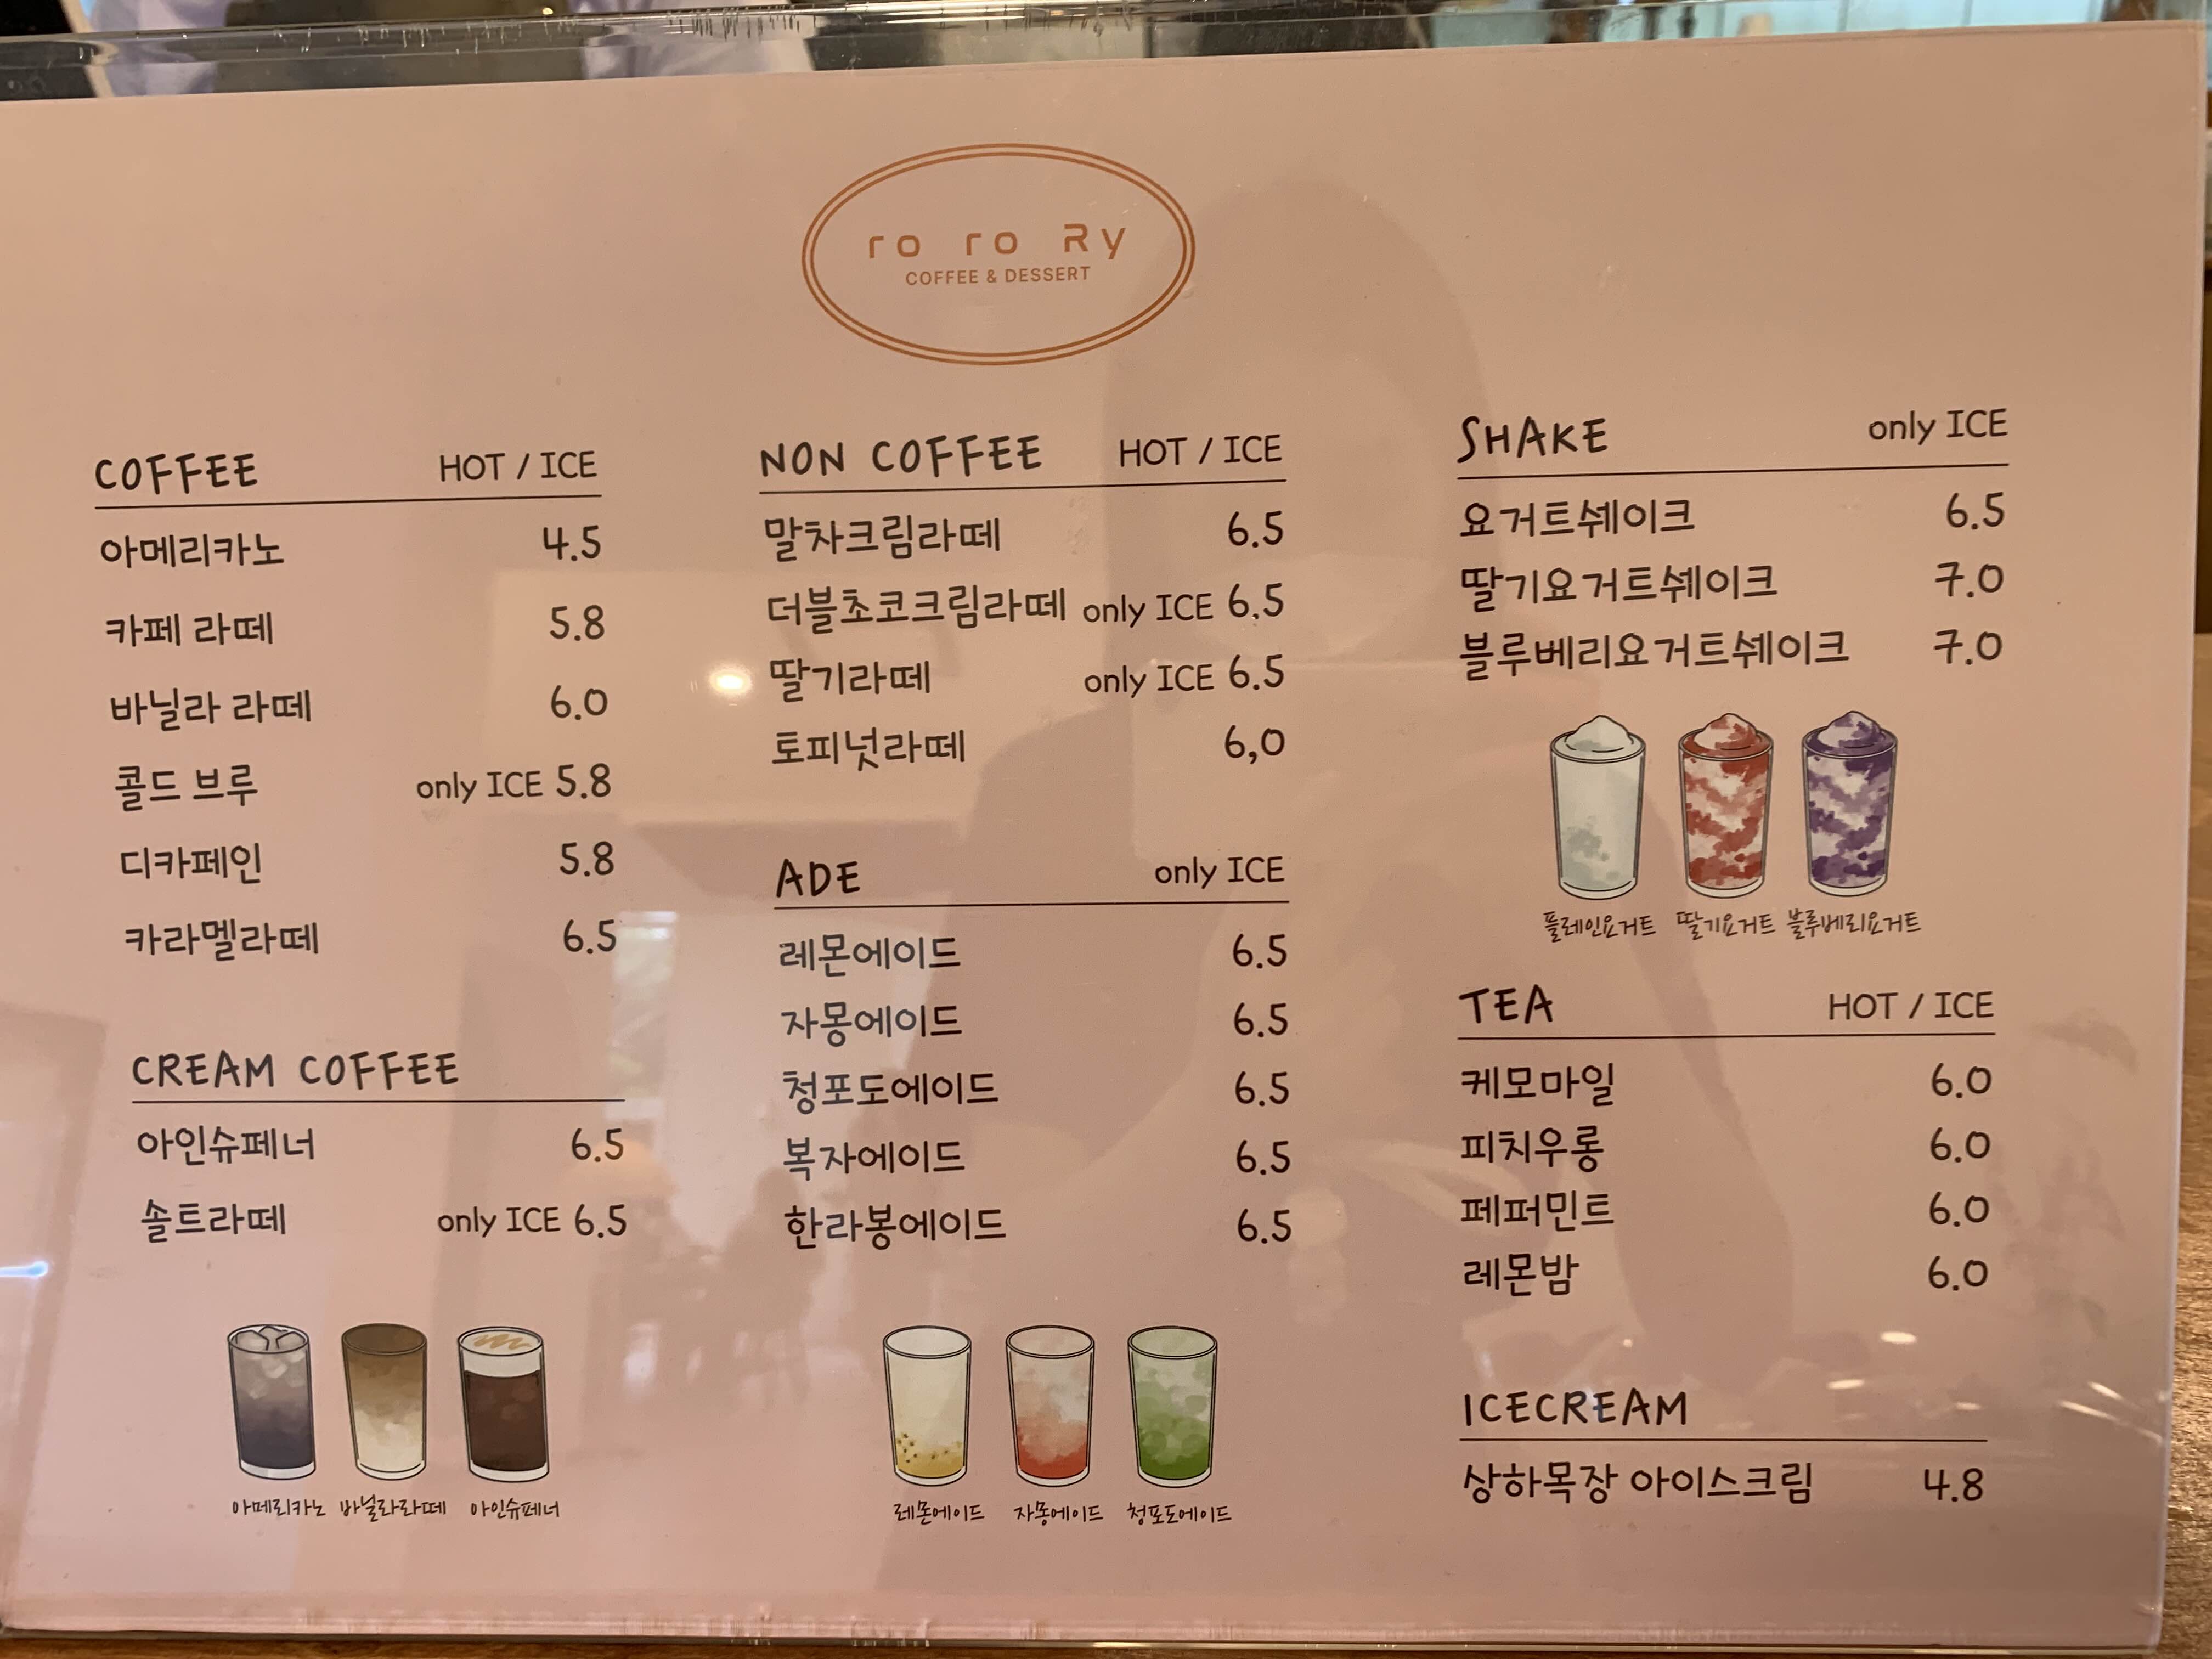 ro ro Ry
COFFEE & DESSERT
COFFEE HOT / ICE
아메리카노 4.5
카페 라떼 5.8
바닐라 라떼 6.0
콜드 브루 only ICE 5.8
디카페인 5.8
카라멜라떼 6.5
CREAM COFFEE
아인슈페너 6.5
솔트라떼 only ICE 6.5
아메리카노 바닐라라떼 아인슈페너
NON COFFEE HOT / ICE
말차크림라떼 6.5
더블초코크림라떼 only ICE 6.5
딸기라떼 only ICE 6.5
토피넛라떼 6,0
ADE only ICE
레몬에이드 6.5
자몽에이드 6.5
청포도에이드 6.5
복자에이드 6.5
한라봉에이드 6.5
레몬에이드 자몽에이드 청포도에이드
SHAKE only ICE
요거트쉐이크 6.5
딸기요거트쉐이크 7.0
블루베리요거트쉐이크 7.0
플레인요거트 딸기요거트 블루베리요거트
TEA HOT / ICE
케모마일 6.0
피치우롱 6.0
페퍼민트 6.0
레몬밤 6.0
ICECREAM
상하목장 아이스크림 4.8